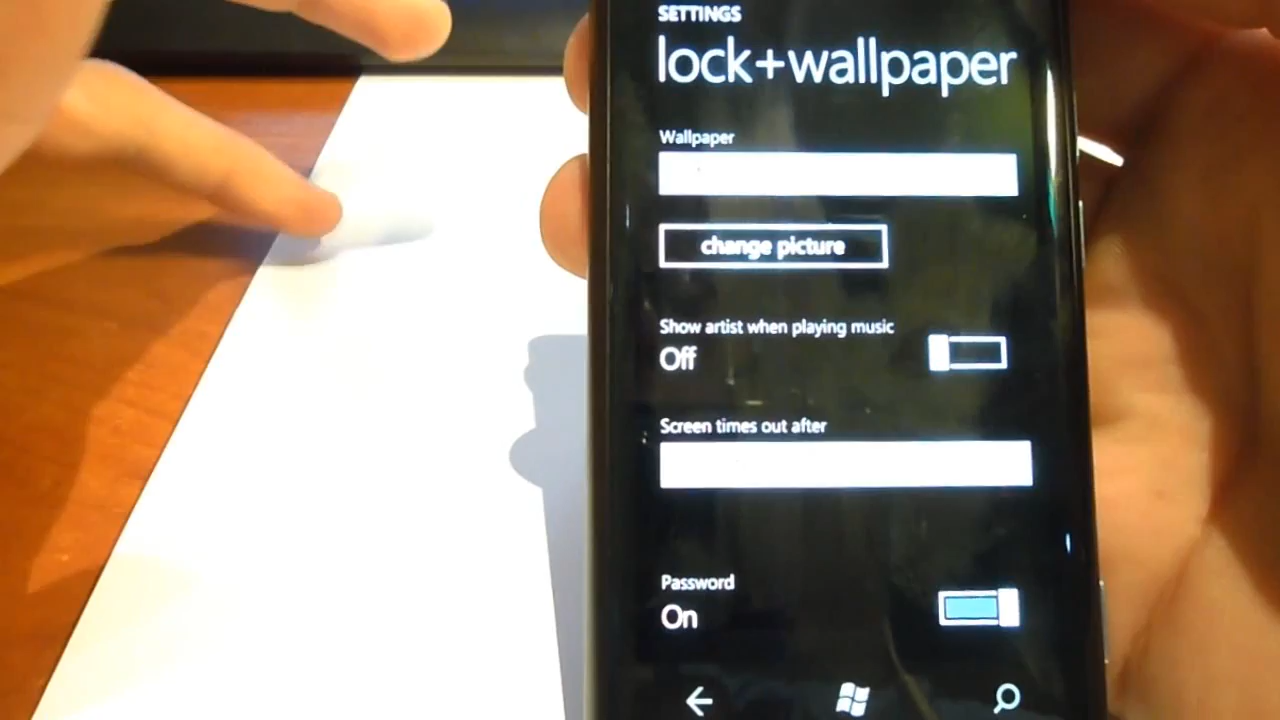 SETTINGS
lock+wallpaper
Wallpaper
change picture
Show artist when playing music
Off
Screen times out after
Password
On